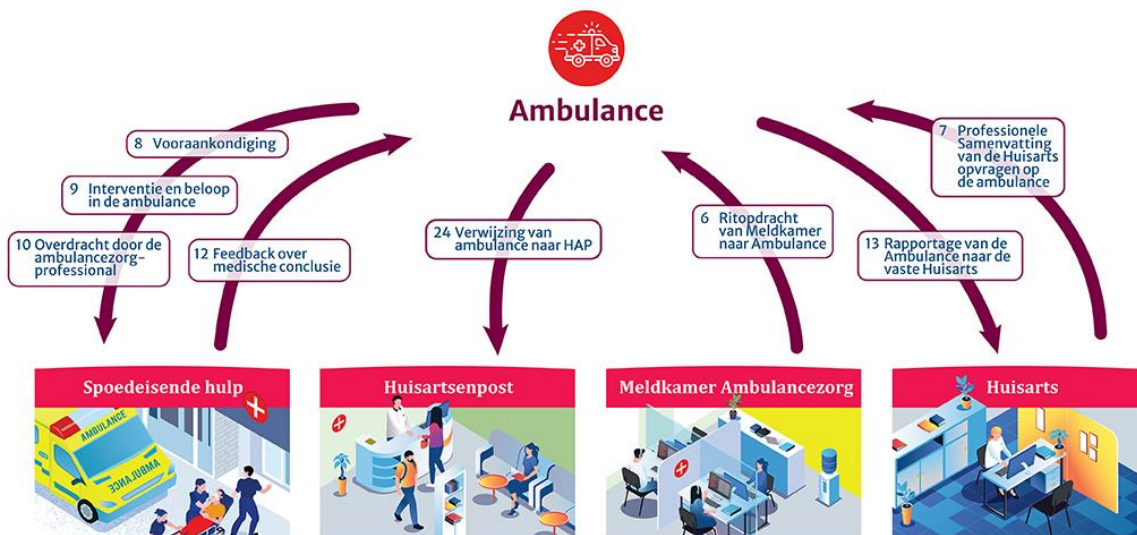 Ambulance
8 Vooraankondiging
9 Interventie en beloop
in de ambulance
10 Overdracht door de
ambulancezorg-
professional
12 Feedback over
medische conclusie
24 Verwijzing van
ambulance naar HAP
6 Ritopdracht
van Meldkamer
naar Ambulance
7 Professionele
Samenvatting
van de Huisarts
opvragen op
de ambulance
13 Rapportage van de
Ambulance naar de
vaste Huisarts
Spoedeisende hulp
Huisartsenpost
Meldkamer Ambulancezorg
Huisarts
AMBULANCE
AMBULANCE